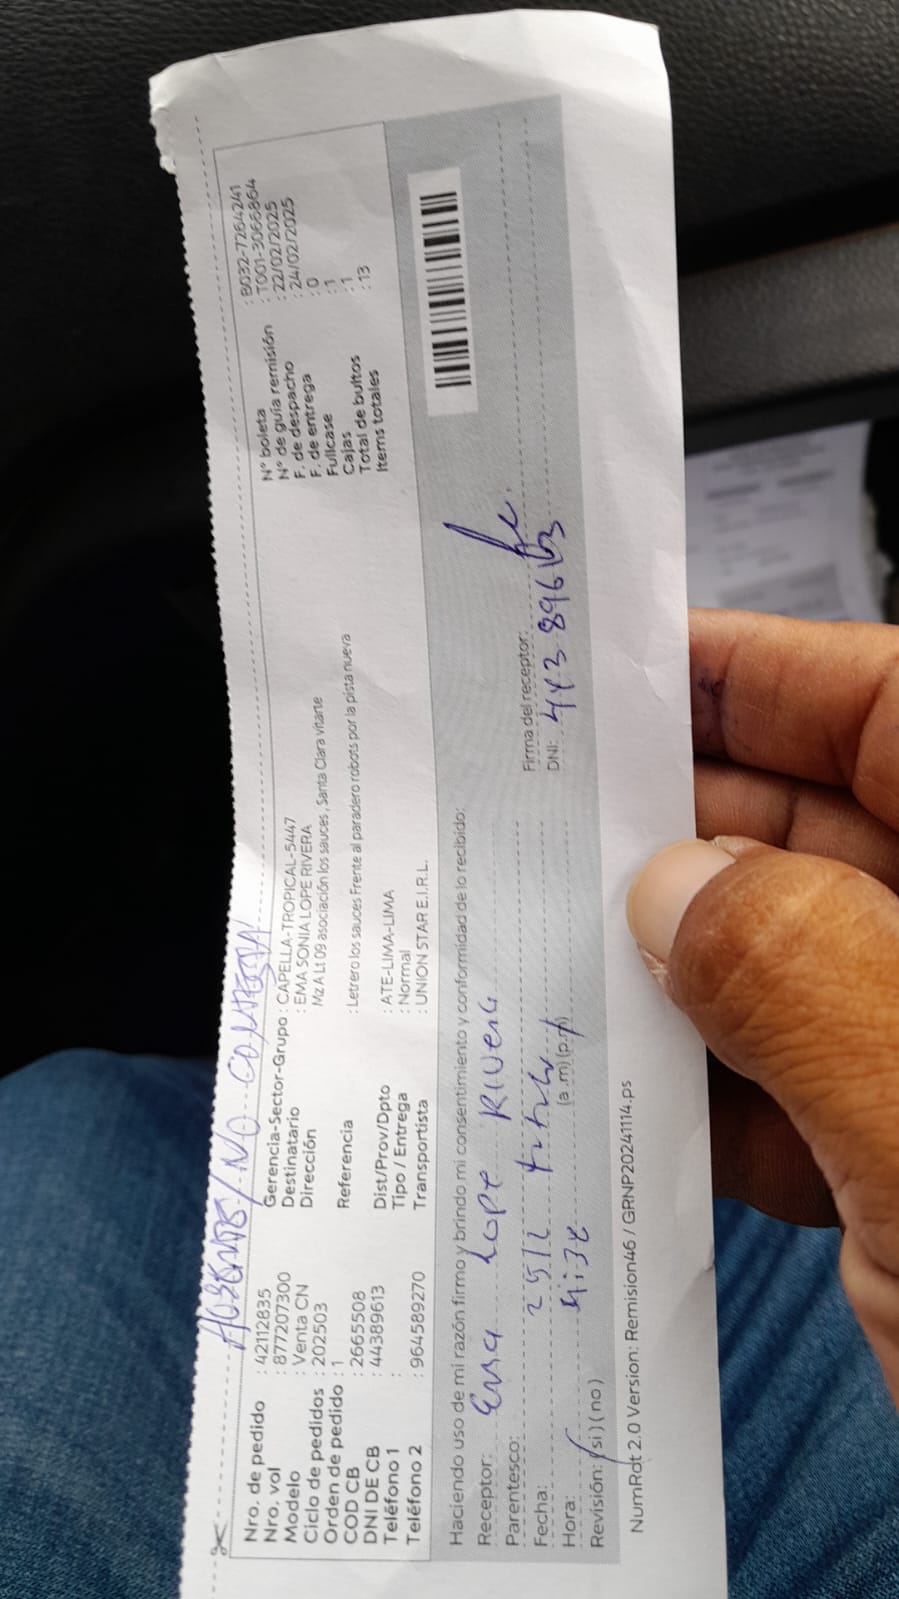 AUSENTE/NO CONTESTA
Nro. de pedido : 42112835
Nro. vol : 877207300
Modelo : Venta CN
Ciclo de pedidos : 202503
Orden de pedido : 1
COD CB : 2665508
DNI DE CB : 44389613
Teléfono 1 :
Teléfono 2 : 964589270
Gerencia-Sector-Grupo : CAPELLA-TROPICAL-5447
Destinatario : EMA SONIA LOPE RIVERA
Dirección Mz A Lt 09 asociación los sauces , Santa Clara vitarte
Referencia : Letrero los sauces Frente al paradero robots por la pista nueva
Dist/Prov/Dpto : ATE-LIMA-LIMA
Tipo / Entrega : Normal
Transportista : UNION STAR E.I.R.L.
N° boleta : B032-7264241
N° de guía remisión : T001-3066864
F. de despacho : 22/02/2025
F. de entrega : 24/02/2025
Fullcase : 0
Cajas : 1
Total de bultos : 1
Items totales : 13
Haciendo uso de mi razón firmo y brindo mi consentimiento y conformidad de lo recibido:
Receptor: Ema Lope Rivera
Parentesco:
Fecha:
Hora: (a.m) (p.m)
Revisión: (si) (no)
Firma del receptor:
DNI:
NumRdt 2.0 Version: Remision46 / GRNP20241114.ps